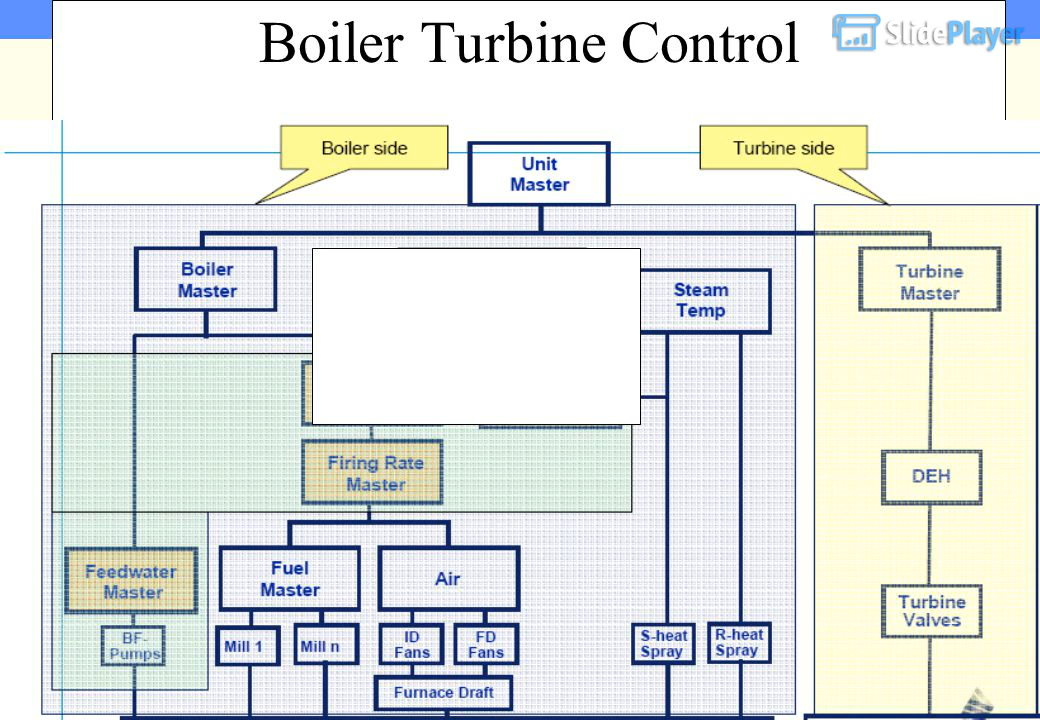 Boiler Turbine Control
SlidePlayer
Boiler side
Turbine side
Unit
Master
Boiler
Master
Steam
Temp
Turbine
Master
Firing Rate
Master
DEH
Feedwater
Master
Fuel
Master
Air
Turbine
Valves
BF-
Pumps
Mill 1
Mill n
ID
Fans
FD
Fans
S-heat
Spray
R-heat
Spray
Furnace Draft